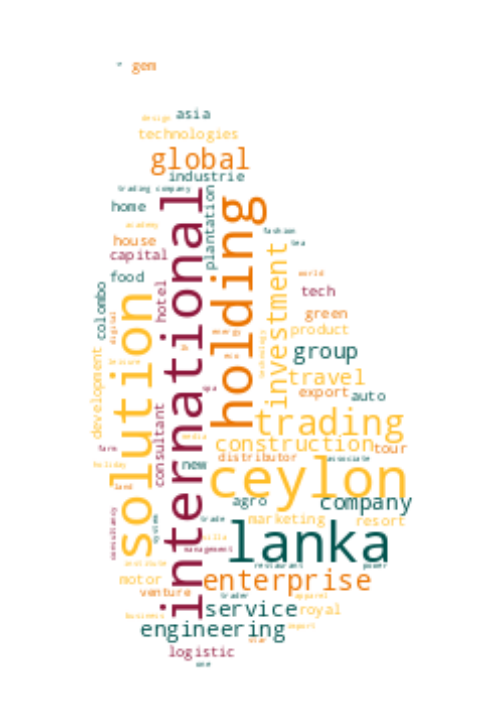 gem
asia
design
technologies
global
industrie
trading company
plantation
home
international
holding
academy
house
fashion
tea
capital
investment
food
world
hotel
colombo
tech
solution
digital
green
product
energy
group
development
technology
leisure
eco
travel
spa
export
auto
consultant
trading
media
construction
tour
farm
distributor
associate
holiday
new
ceylon
land
agro
company
consultancy
system
trade
marketing
resort
lanka
villa
management
institute
restaurant
power
motor
enterprise
venture
trader
apparel
service
royal
business
engineering
import
star
logistic
one